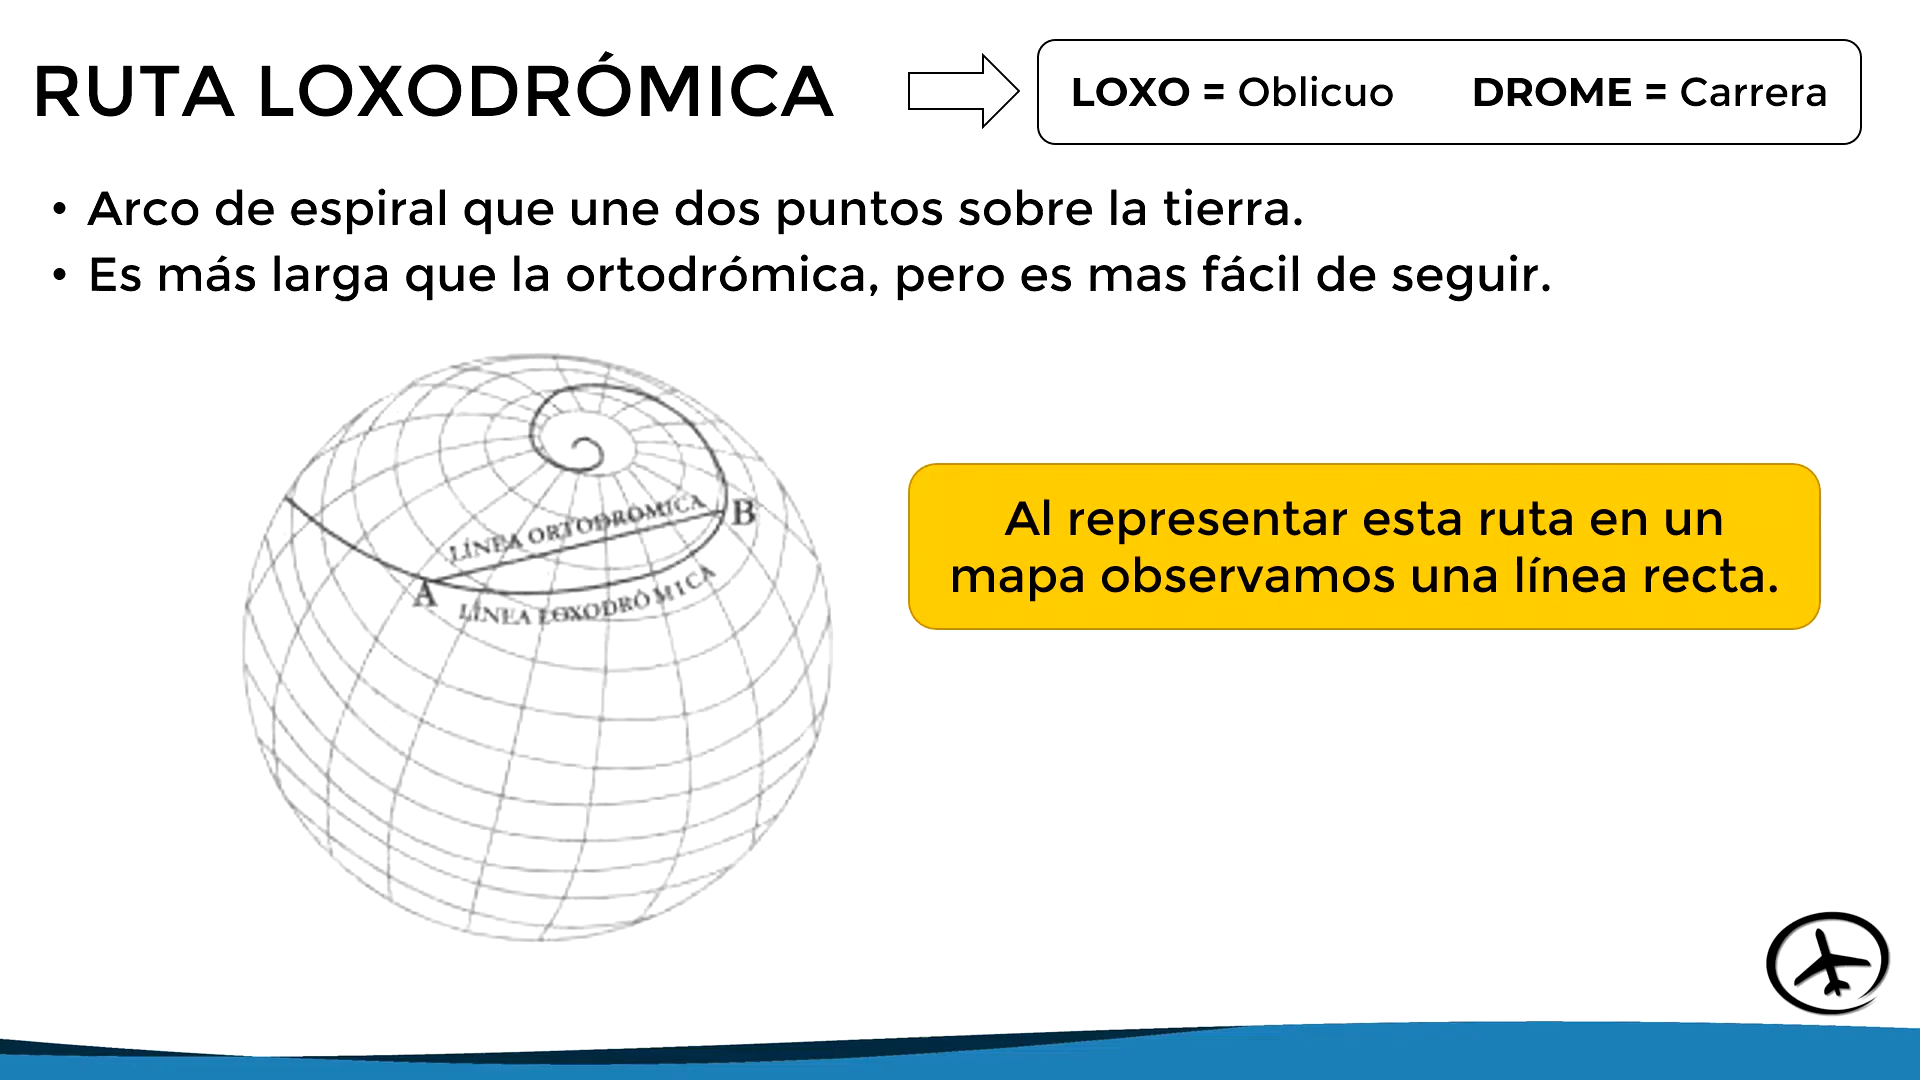 RUTA LOXODRÓMICA
LOXO = Oblicuo DROME = Carrera
• Arco de espiral que une dos puntos sobre la tierra.
• Es más larga que la ortodrómica, pero es mas fácil de seguir.
LÍNEA ORTODRÓMICA
B
A
LÍNEA LOXODRÓMICA
Al representar esta ruta en un
mapa observamos una línea recta.